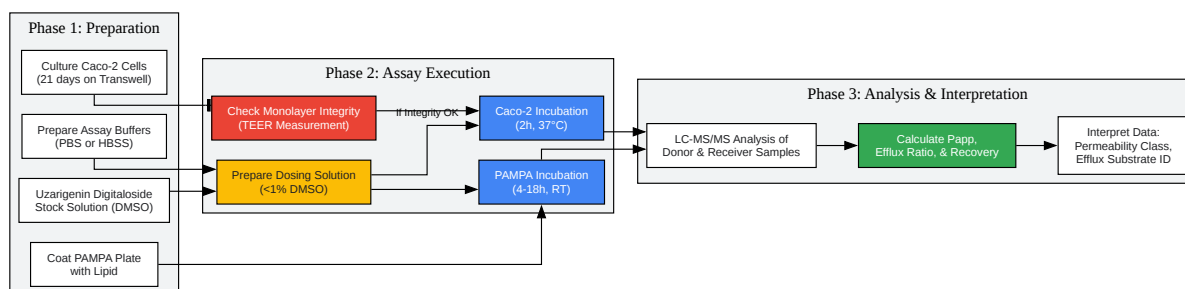 Phase 1: Preparation
Culture Caco-2 Cells
(21 days on Transwell)
Prepare Assay Buffers
(PBS or HBSS)
Uzarigenin Digitaloside
Stock Solution (DMSO)
Coat PAMPA Plate
with Lipid
Phase 2: Assay Execution
Check Monolayer Integrity
(TEER Measurement)
If Integrity OK
Caco-2 Incubation
(2h, 37°C)
Prepare Dosing Solution
(<1% DMSO)
PAMPA Incubation
(4-18h, RT)
Phase 3: Analysis & Interpretation
LC-MS/MS Analysis of
Donor & Receiver Samples
Calculate Papp,
Efflux Ratio, & Recovery
Interpret Data:
Permeability Class,
Efflux Substrate ID